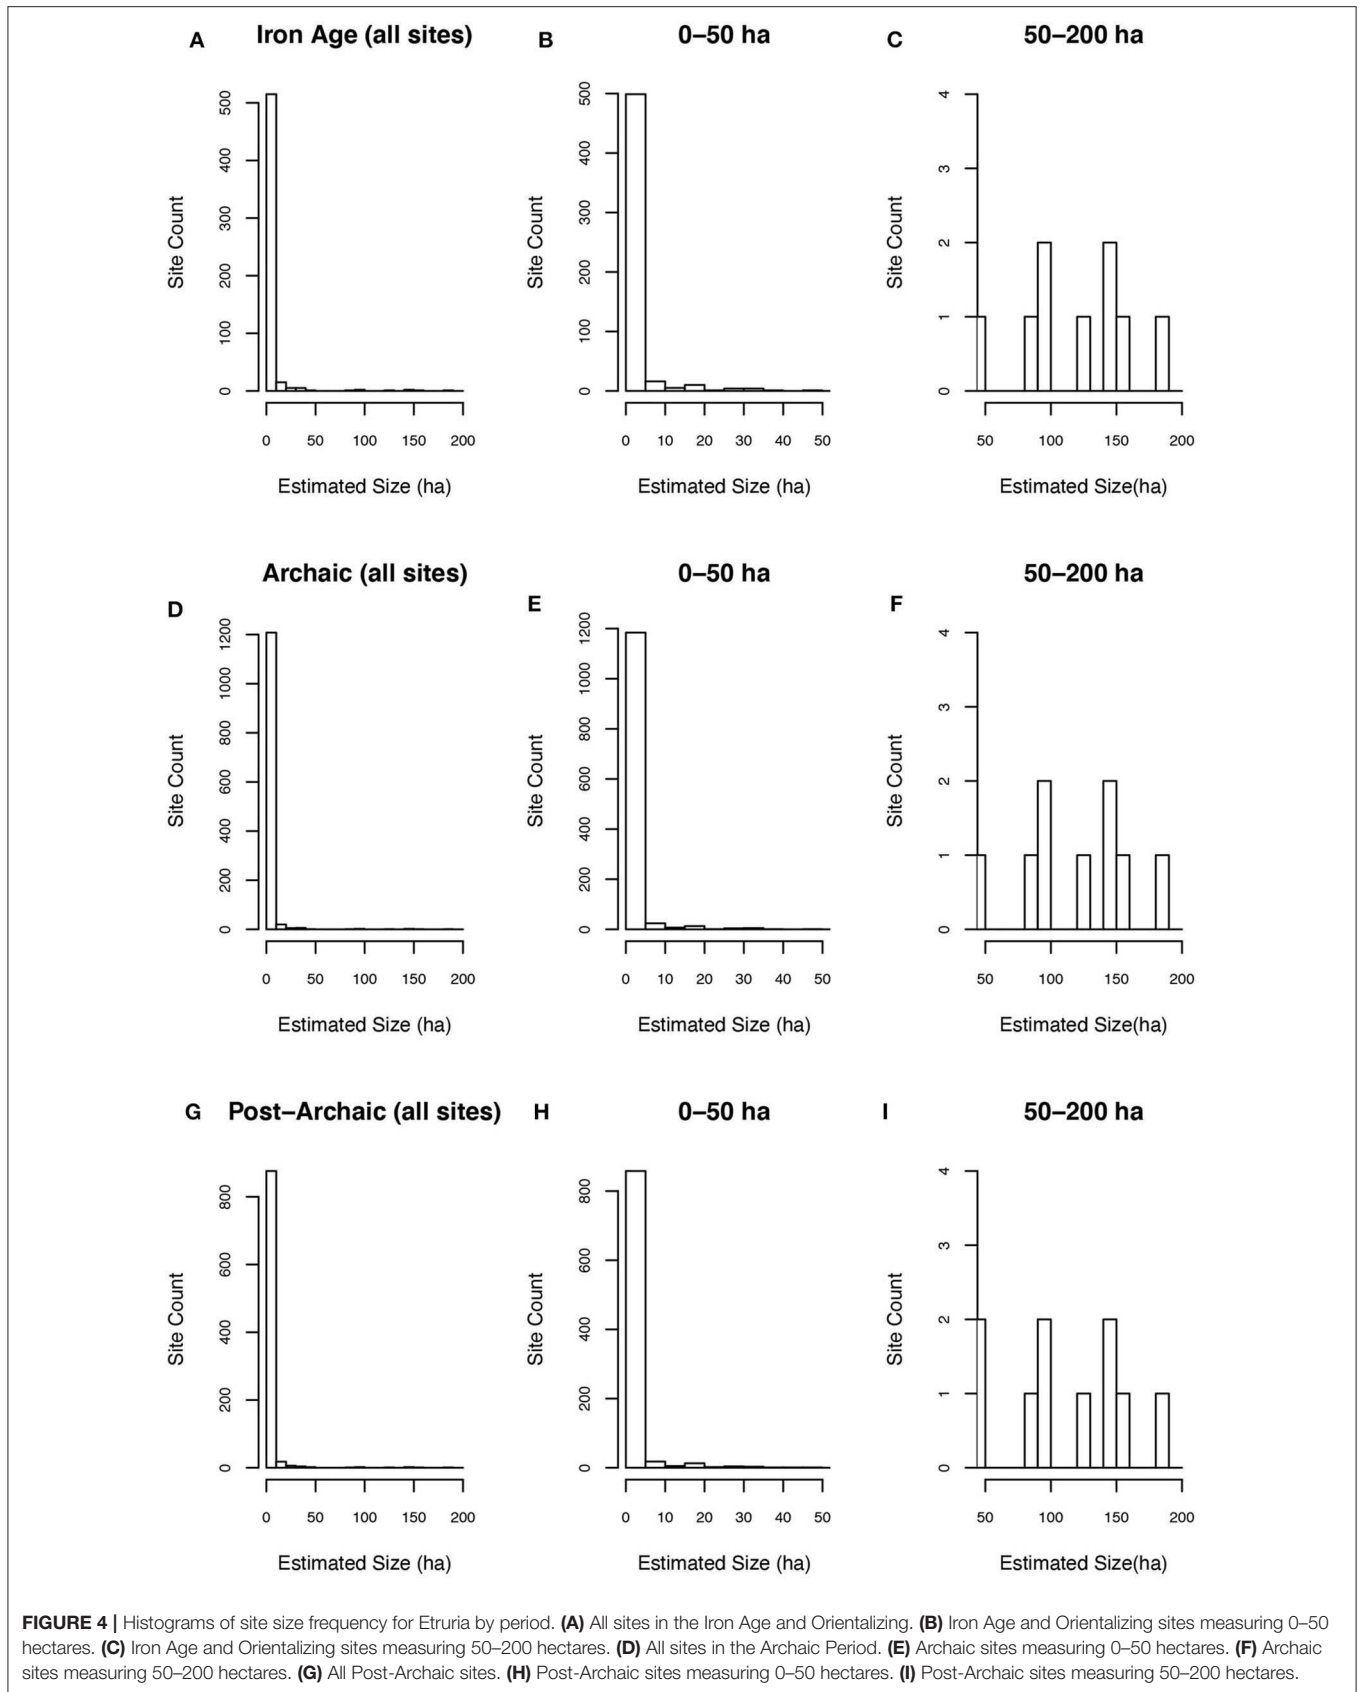 A Iron Age (all sites) B 0–50 ha C 50–200 ha
Site Count
0 100 200 300 400 500
0 50 100 150 200
Estimated Size (ha)
Site Count
0 100 200 300 400 500
0 10 20 30 40 50
Estimated Size (ha)
Site Count
0 1 2 3 4
50 100 150 200
Estimated Size(ha)
D Archaic (all sites) E 0–50 ha F 50–200 ha
Site Count
0 200 400 600 800 1000 1200
0 50 100 150 200
Estimated Size (ha)
Site Count
0 200 400 600 800 1000 1200
0 10 20 30 40 50
Estimated Size (ha)
Site Count
0 1 2 3 4
50 100 150 200
Estimated Size(ha)
G Post–Archaic (all sites) H 0–50 ha I 50–200 ha
Site Count
0 200 400 600 800
0 50 100 150 200
Estimated Size (ha)
Site Count
0 200 400 600 800
0 10 20 30 40 50
Estimated Size (ha)
Site Count
0 1 2 3 4
50 100 150 200
Estimated Size(ha)
FIGURE 4 | Histograms of site size frequency for Etruria by period. (A) All sites in the Iron Age and Orientalizing. (B) Iron Age and Orientalizing sites measuring 0–50
hectares. (C) Iron Age and Orientalizing sites measuring 50–200 hectares. (D) All sites in the Archaic Period. (E) Archaic sites measuring 0–50 hectares. (F) Archaic
sites measuring 50–200 hectares. (G) All Post-Archaic sites. (H) Post-Archaic sites measuring 0–50 hectares. (I) Post-Archaic sites measuring 50–200 hectares.